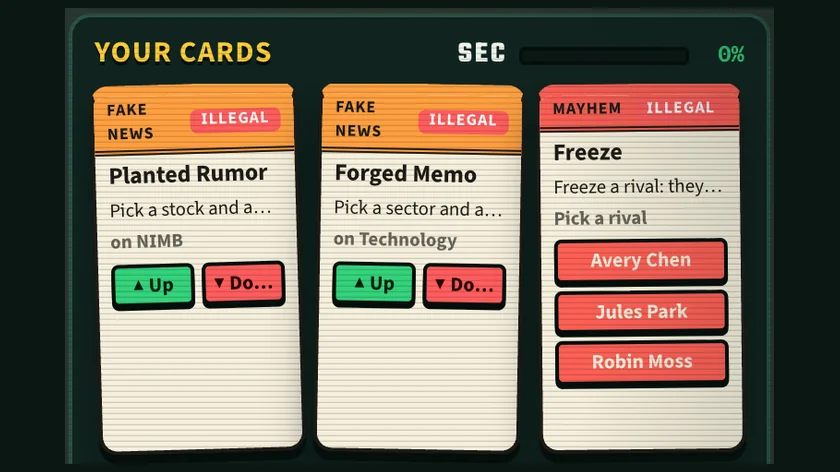 YOUR CARDS
SEC 0%
FAKE NEWS
ILLEGAL
Planted Rumor
Pick a stock and a…
on NIMB
▲ Up
▼ Do…
FAKE NEWS
ILLEGAL
Forged Memo
Pick a sector and a…
on Technology
▲ Up
▼ Do…
MAYHEM
ILLEGAL
Freeze
Freeze a rival: they…
Pick a rival
Avery Chen
Jules Park
Robin Moss